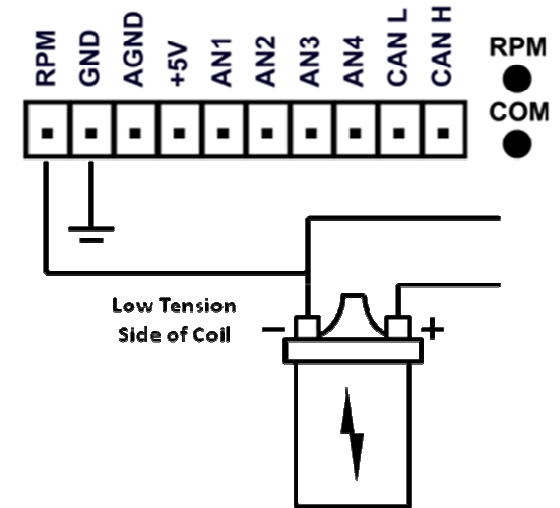 RPM
GND
AGND
+5V
AN1
AN2
AN3
AN4
CAN L
CAN H
RPM
COM
Low Tension
Side of Coil
−
+